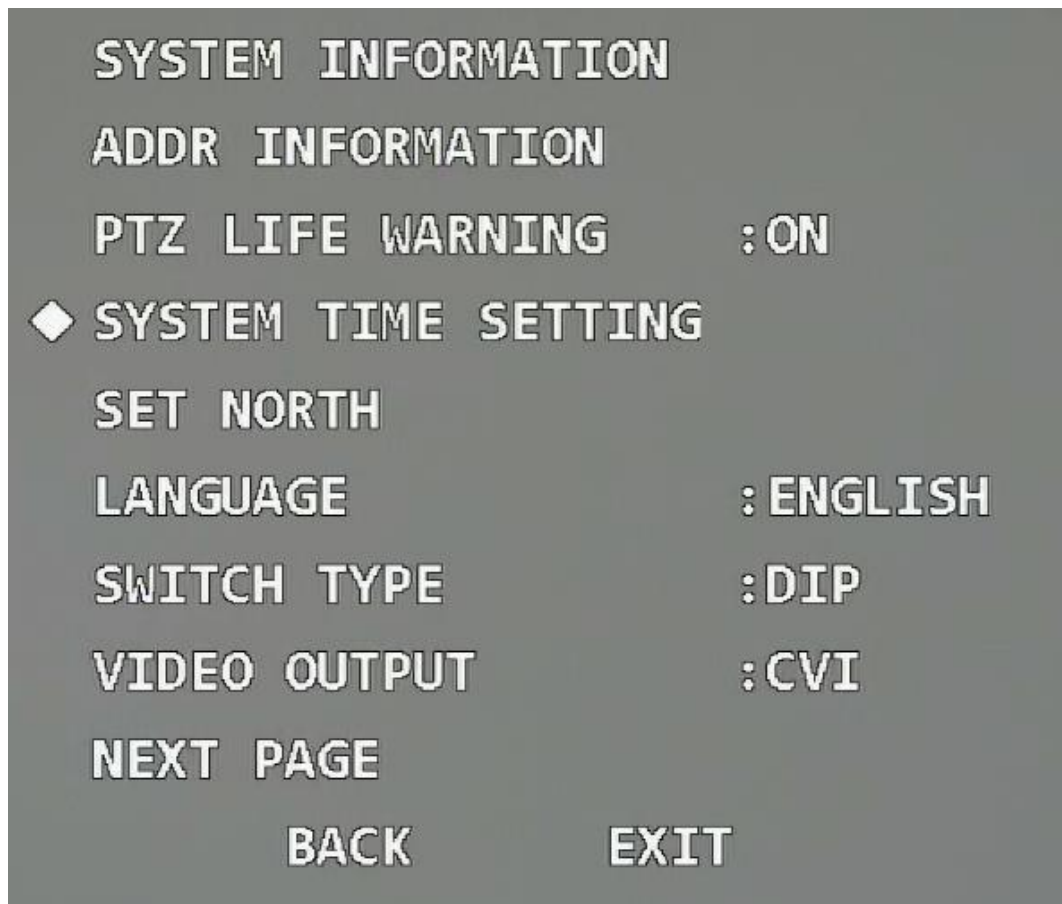 SYSTEM INFORMATION
ADDR INFORMATION
PTZ LIFE WARNING :ON
SYSTEM TIME SETTING
SET NORTH
LANGUAGE :ENGLISH
SWITCH TYPE :DIP
VIDEO OUTPUT :CVI
NEXT PAGE
BACK EXIT